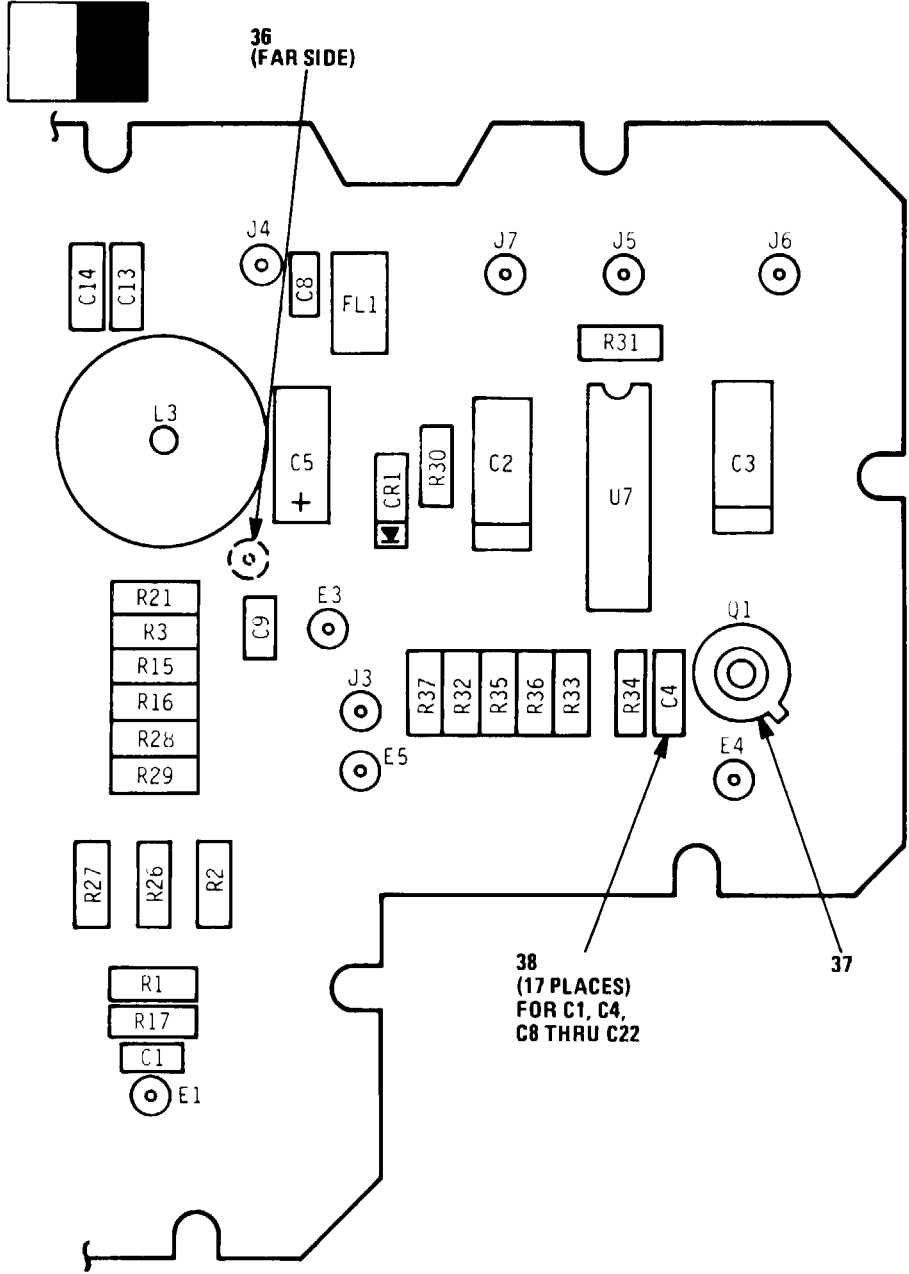 36
(FAR SIDE)
J4
J7
J5
J6
C14
C13
C8
FL1
R31
L3
C5
+
CR1
R30
C2
U7
C3
R21
R3
R15
R16
R28
R29
C9
E3
J3
E5
R37
R32
R35
R36
R33
R34
C4
Q1
E4
R27
R26
R2
38
(17 PLACES)
FOR C1, C4,
C8 THRU C22
37
R1
R17
C1
E1